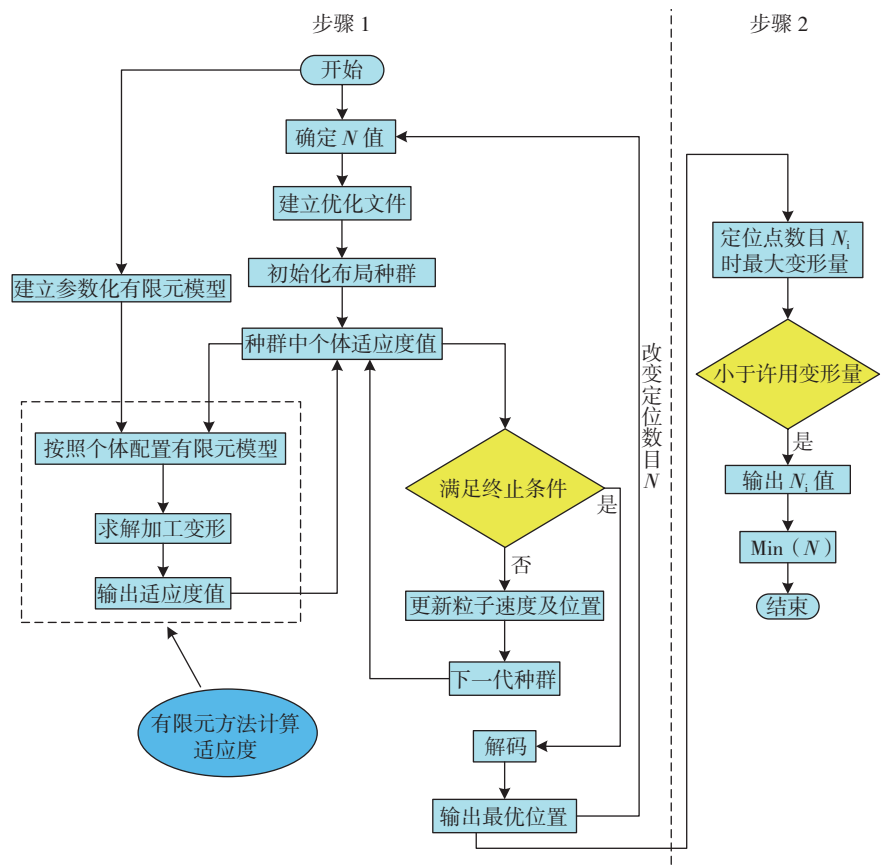 步骤 1
步骤 2
开始
确定 N 值
建立优化文件
初始化布局种群
建立参数化有限元模型
种群中个体适应度值
按照个体配置有限元模型
求解加工变形
输出适应度值
有限元方法计算
适应度
满足终止条件
是
否
更新粒子速度及位置
下一代种群
解码
输出最优位置
改变定位数目 N
定位点数目 Ni
时最大变形量
小于许用变形量
是
输出 Ni 值
Min（N）
结束